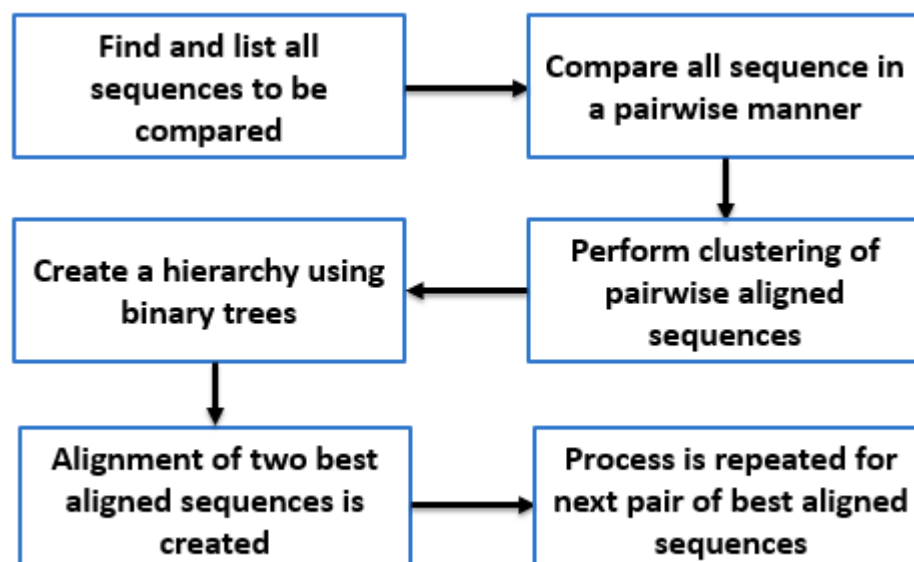 Find and list all
sequences to be
compared
Compare all sequence in
a pairwise manner
Perform clustering of
pairwise aligned
sequences
Create a hierarchy using
binary trees
Alignment of two best
aligned sequences is
created
Process is repeated for
next pair of best aligned
sequences